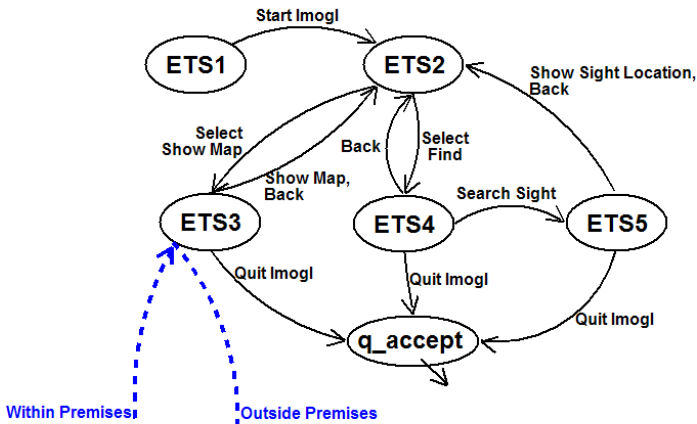 Start Imogl
ETS1
ETS2
Show Sight Location,
Back
Select
Show Map
Back
Select
Find
Show Map,
Back
Search Sight
ETS3
ETS4
ETS5
Quit Imogl
Quit Imogl
Quit Imogl
q_accept
Within Premises
Outside Premises